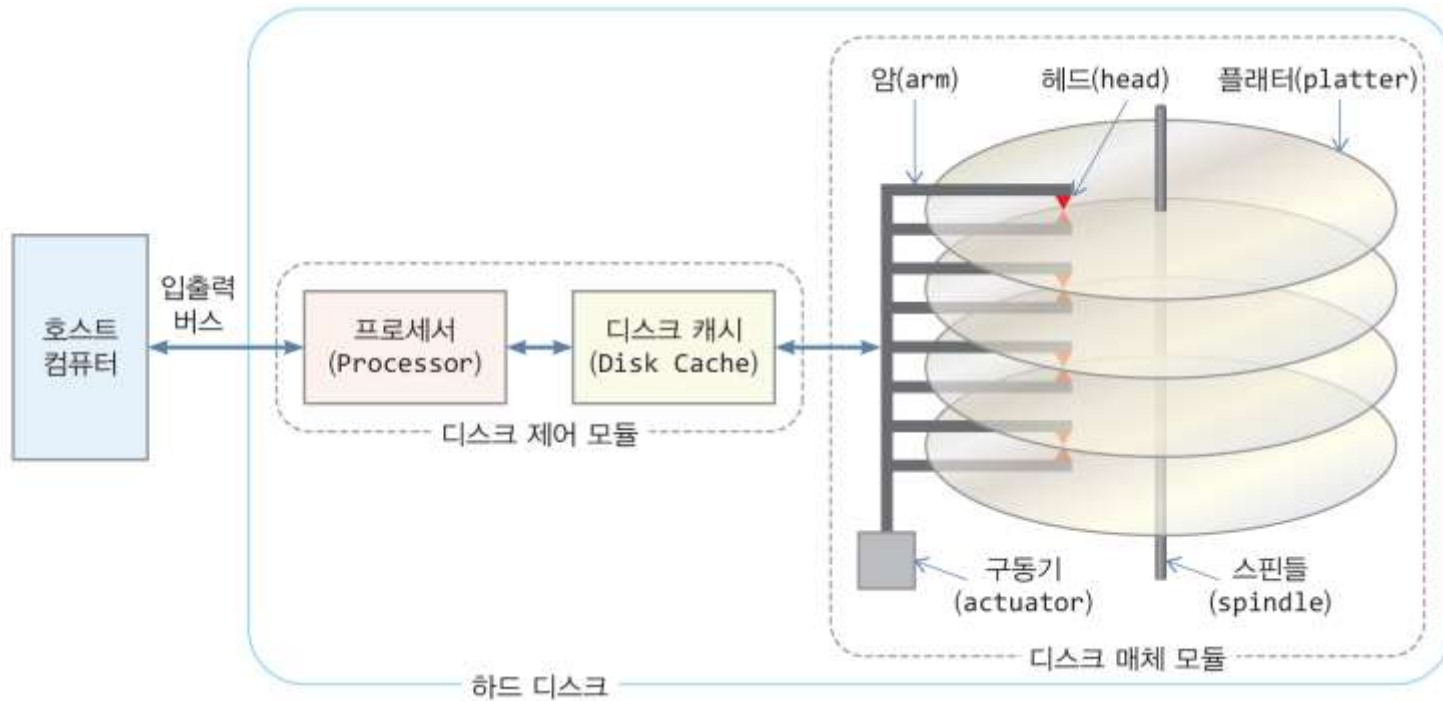 암(arm)
헤드(head)
플래터(platter)
호스트
컴퓨터
입출력
버스
프로세서
(Processor)
디스크 캐시
(Disk Cache)
디스크 제어 모듈
구동기
(actuator)
스핀들
(spindle)
디스크 매체 모듈
하드 디스크